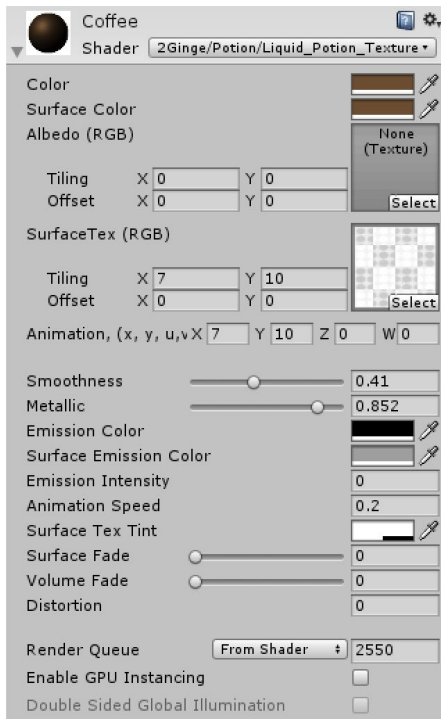 Coffee
Shader 2Ginge/Potion/Liquid_Potion_Texture
Color
Surface Color
Albedo (RGB) None
(Texture)
Tiling X 0 Y 0
Offset X 0 Y 0 Select
SurfaceTex (RGB)
Tiling X 7 Y 10
Offset X 0 Y 0 Select
Animation, (x, y, u,v X 7 Y 10 Z 0 W 0
Smoothness 0.41
Metallic 0.852
Emission Color
Surface Emission Color
Emission Intensity 0
Animation Speed 0.2
Surface Tex Tint
Surface Fade 0
Volume Fade 0
Distortion 0
Render Queue From Shader 2550
Enable GPU Instancing
Double Sided Global Illumination